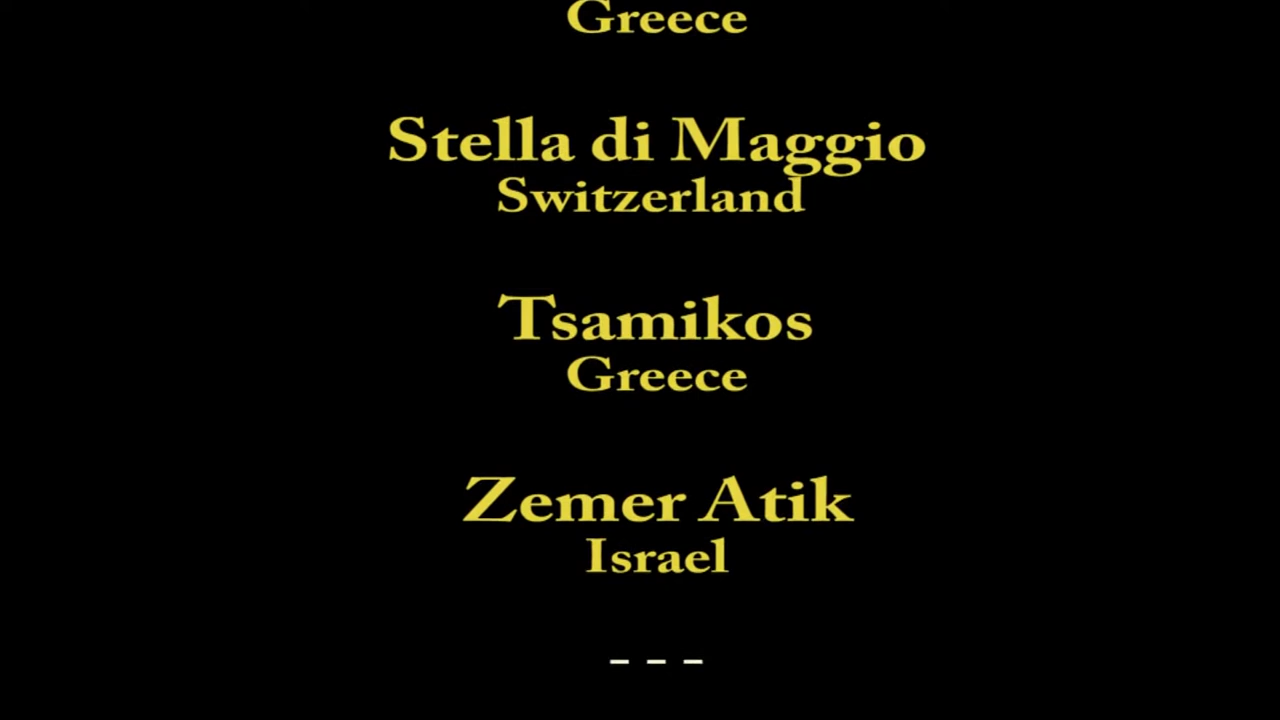 Greece
Stella di Maggio
Switzerland
Tsamikos
Greece
Zemer Atik
Israel
- - -